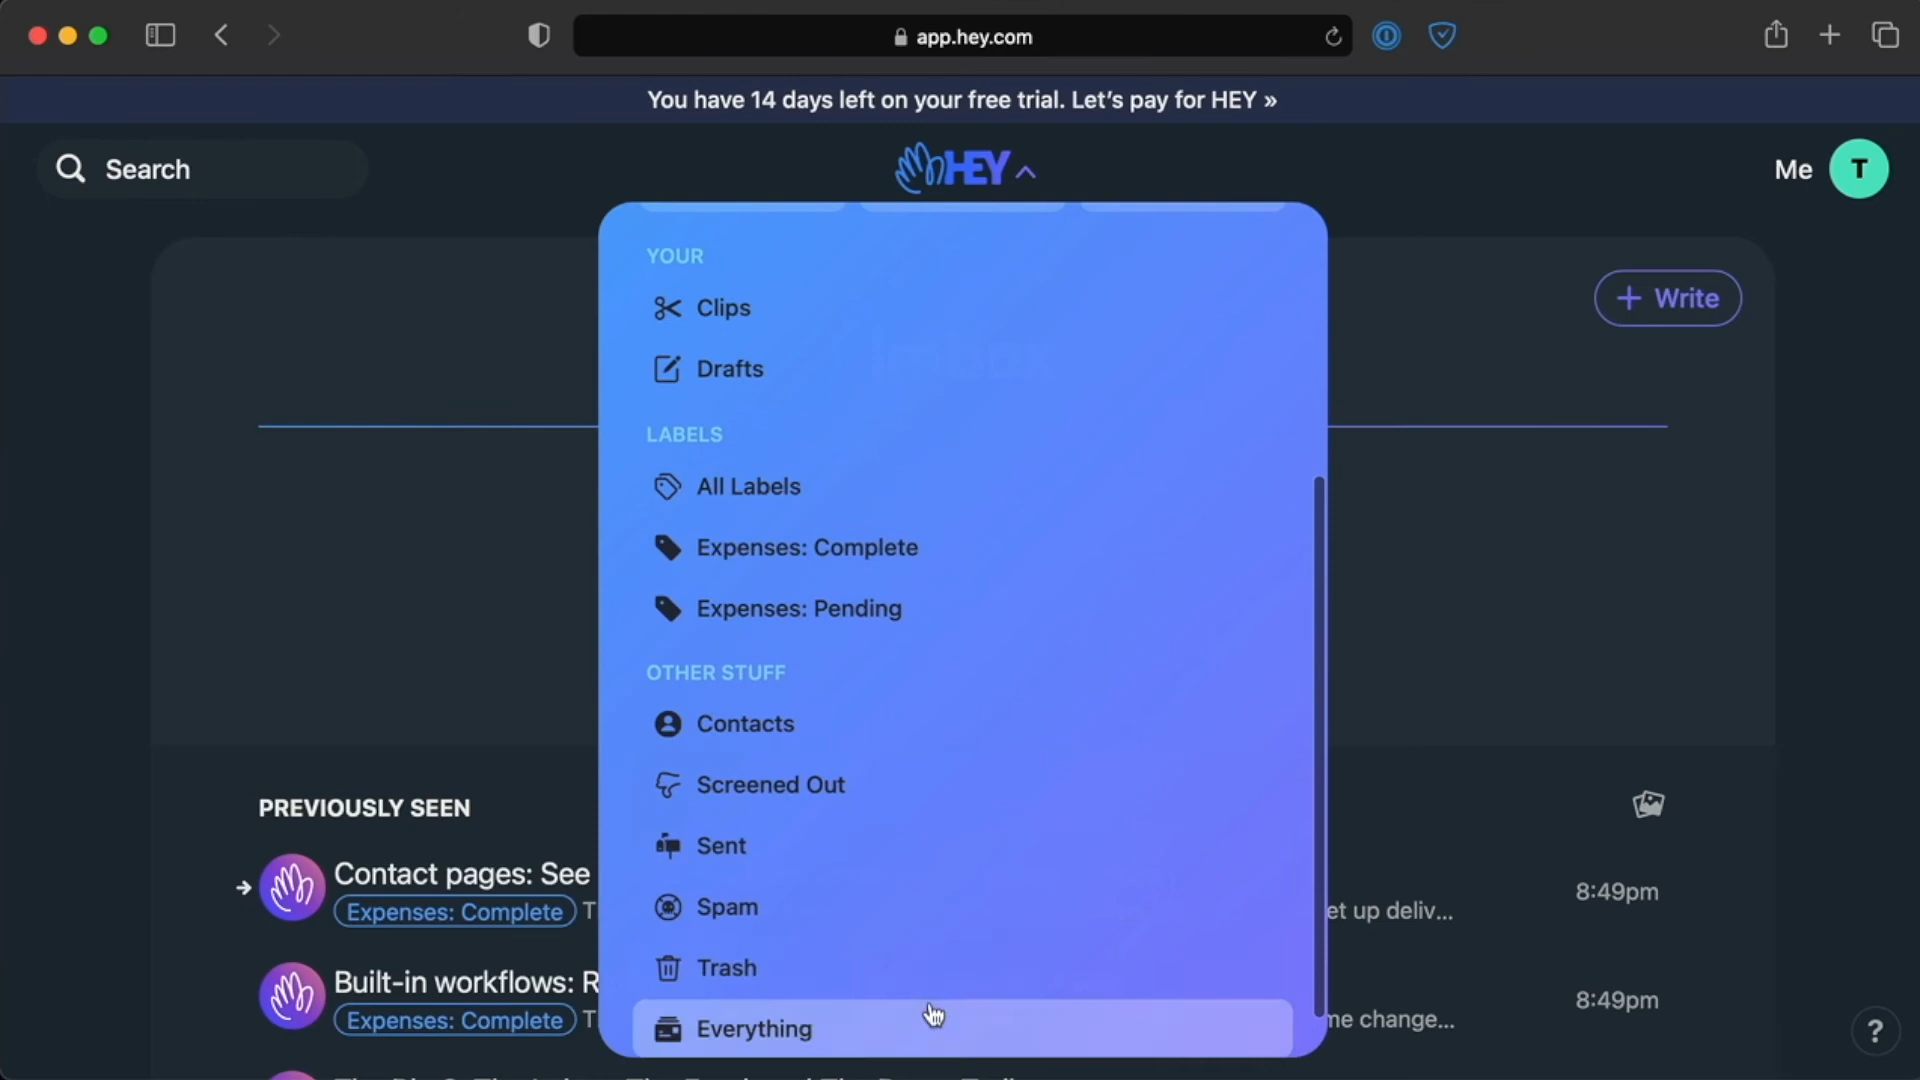 app.hey.com
You have 14 days left on your free trial. Let's pay for HEY »
Search
HEY
Me T
YOUR
Clips
Imbox
+ Write
Drafts
LABELS
All Labels
Expenses: Complete
Expenses: Pending
OTHER STUFF
Contacts
Screened Out
Sent
Spam
Trash
Everything
PREVIOUSLY SEEN
Contact pages: See
Expenses: Complete T
et up deliv...
8:49pm
Built-in workflows: R
Expenses: Complete T
me change...
8:49pm
?